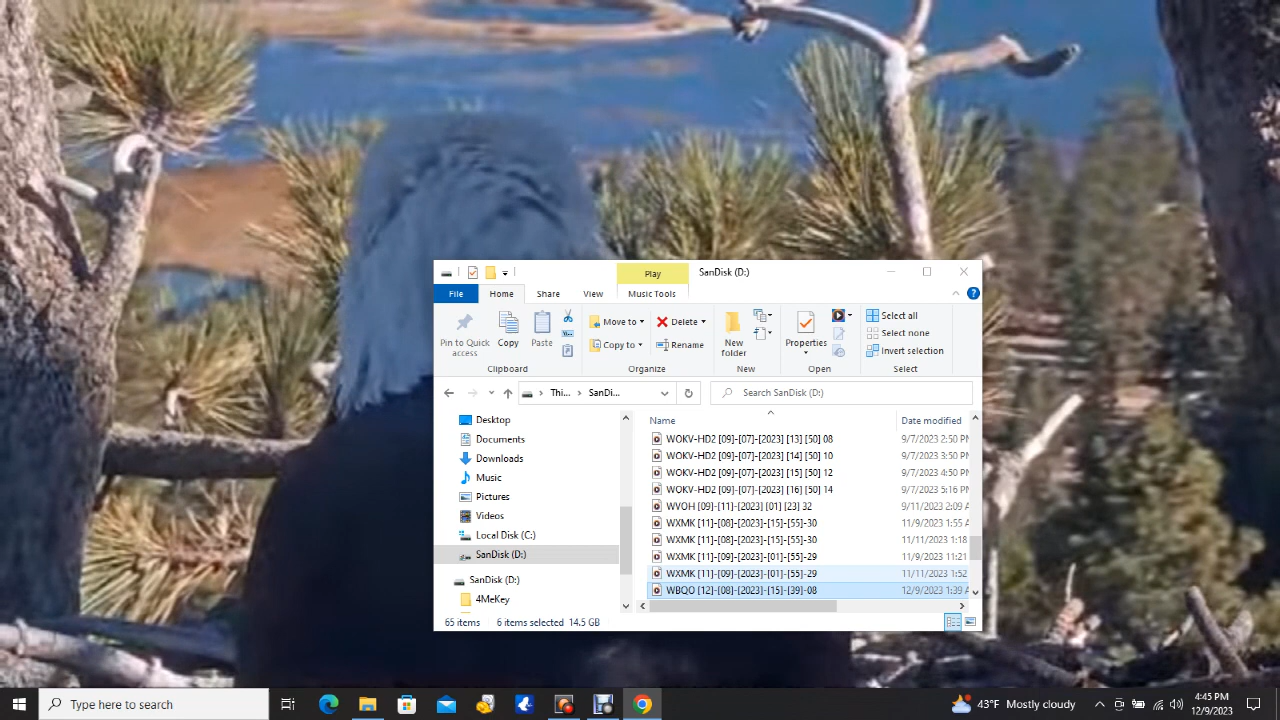 Play
SanDisk (D:)
File
Home
Share
View
Music Tools
Pin to Quick access
Copy
Paste
Move to
Copy to
Delete
Rename
New folder
Properties
Select all
Select none
Invert selection
Clipboard
Organize
New
Open
Select
Thi...
SanDi...
Search SanDisk (D:)
Desktop
Documents
Downloads
Music
Pictures
Videos
Local Disk (C:)
SanDisk (D:)
SanDisk (D:)
4MeKey
Name Date modified
WOKV-HD2 [09]-[07]-[2023] [13] [50] 08 9/7/2023 2:50 PM
WOKV-HD2 [09]-[07]-[2023] [14] [50] 10 9/7/2023 3:50 PM
WOKV-HD2 [09]-[07]-[2023] [15] [50] 12 9/7/2023 4:50 PM
WOKV-HD2 [09]-[07]-[2023] [16] [50] 14 9/7/2023 5:16 PM
WVOH [09]-[11]-[2023] [01] [23] 32 9/11/2023 2:09 A
WXMK [11]-[08]-[2023]-[15]-[55]-30 11/9/2023 1:55 A
WXMK [11]-[08]-[2023]-[15]-[55]-30 11/11/2023 1:18
WXMK [11]-[09]-[2023]-[01]-[55]-29 11/9/2023 11:21
WXMK [11]-[09]-[2023]-[01]-[55]-29 11/11/2023 1:52
WBQO [12]-[08]-[2023]-[15]-[39]-08 12/9/2023 1:39 A
65 items 6 items selected 14.5 GB
Type here to search
43°F Mostly cloudy
4:45 PM
12/9/2023